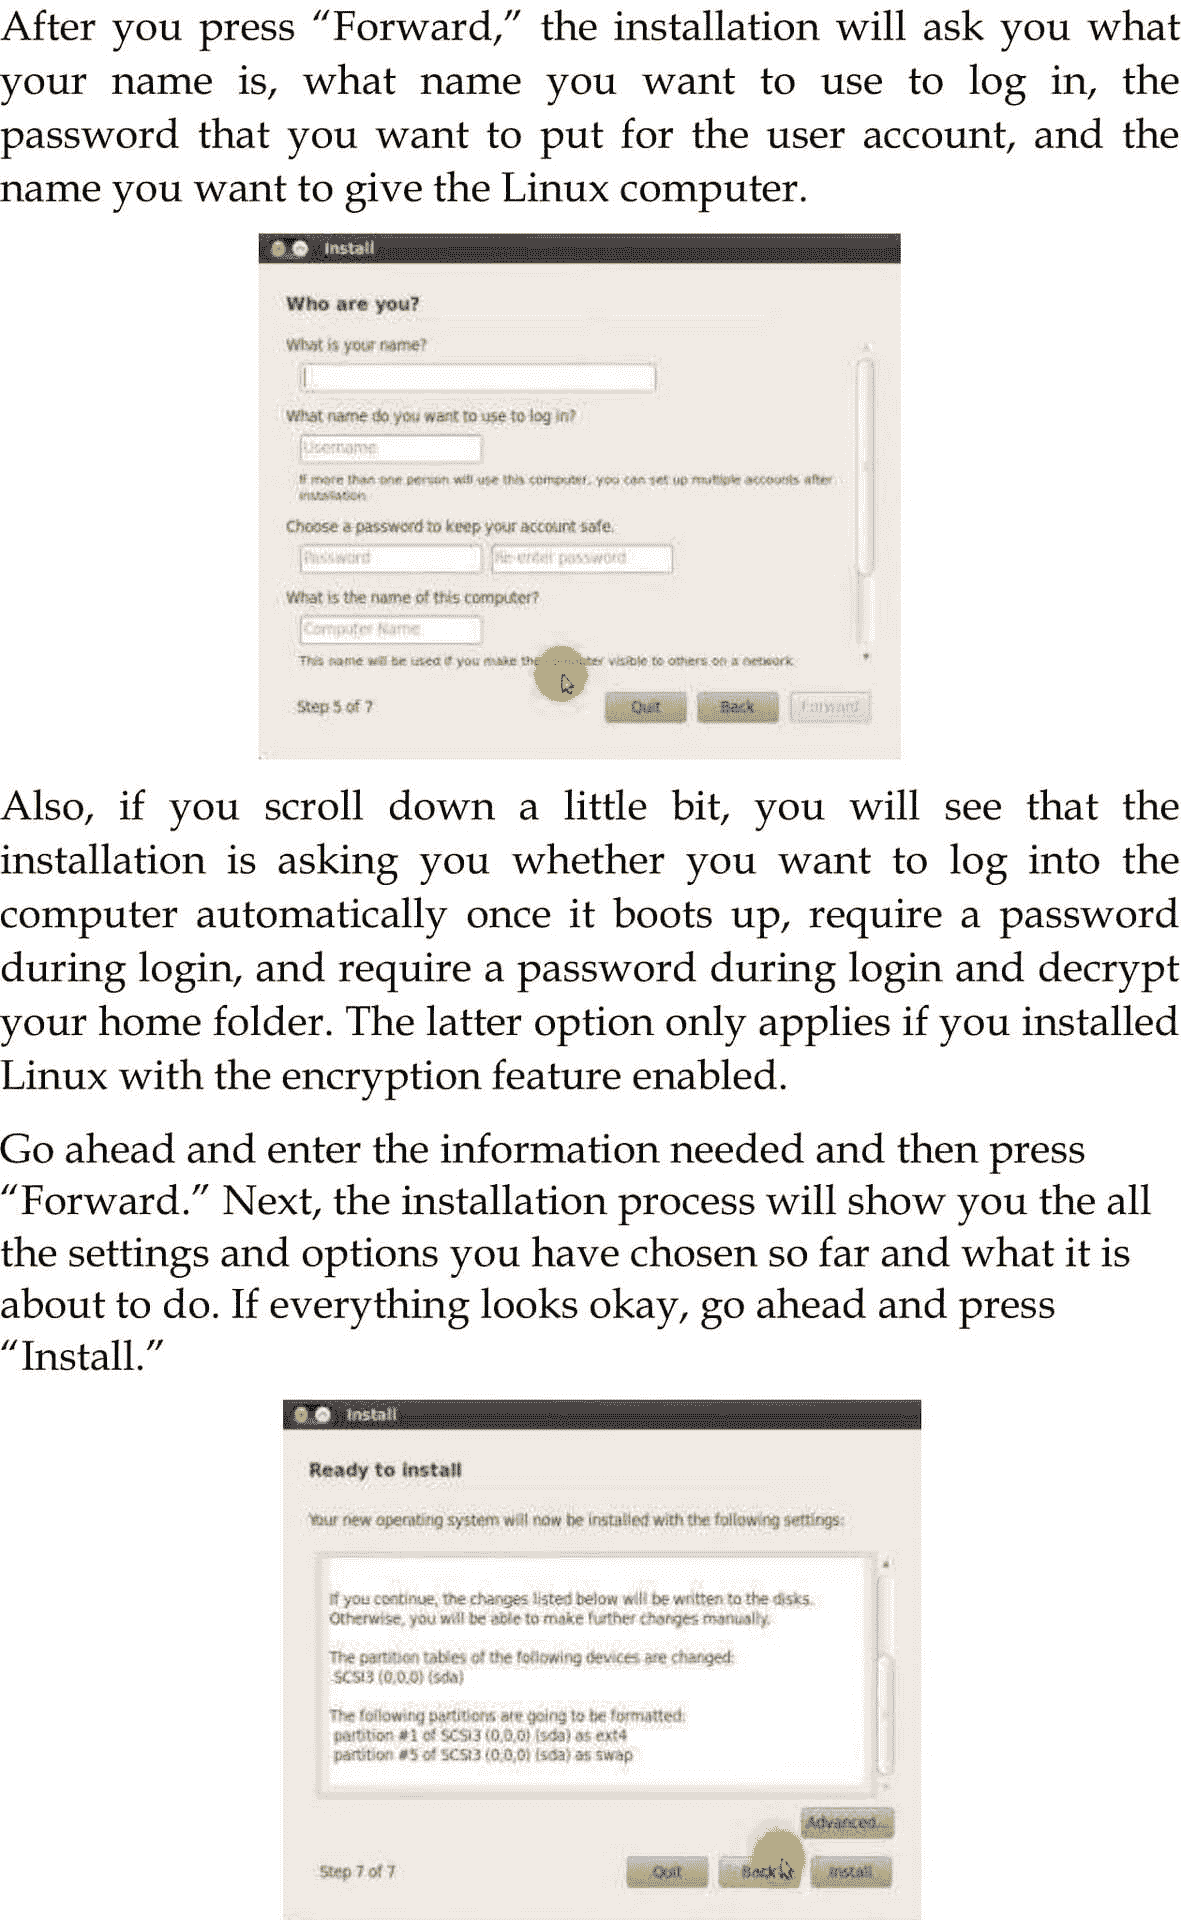 After you press “Forward,” the installation will ask you what
your name is, what name you want to use to log in, the
password that you want to put for the user account, and the
name you want to give the Linux computer.
Install
Who are you?
What is your name?
What name do you want to use to log in?
Username
If more than one person will use this computer, you can set up multiple accounts after
installation
Choose a password to keep your account safe.
Password Re-enter password
What is the name of this computer?
Computer Name
This name will be used if you make the computer visible to others on a network
Step 5 of 7 Quit Back Forward
Also, if you scroll down a little bit, you will see that the
installation is asking you whether you want to log into the
computer automatically once it boots up, require a password
during login, and require a password during login and decrypt
your home folder. The latter option only applies if you installed
Linux with the encryption feature enabled.
Go ahead and enter the information needed and then press
“Forward.” Next, the installation process will show you the all
the settings and options you have chosen so far and what it is
about to do. If everything looks okay, go ahead and press
“Install.”
Install
Ready to install
Your new operating system will now be installed with the following settings:
If you continue, the changes listed below will be written to the disks.
Otherwise, you will be able to make further changes manually.
The partition tables of the following devices are changed:
SCSI3 (0,0,0) (sda)
The following partitions are going to be formatted:
partition #1 of SCSI3 (0,0,0) (sda) as ext4
partition #5 of SCSI3 (0,0,0) (sda) as swap
Advanced...
Step 7 of 7 Quit Back Install